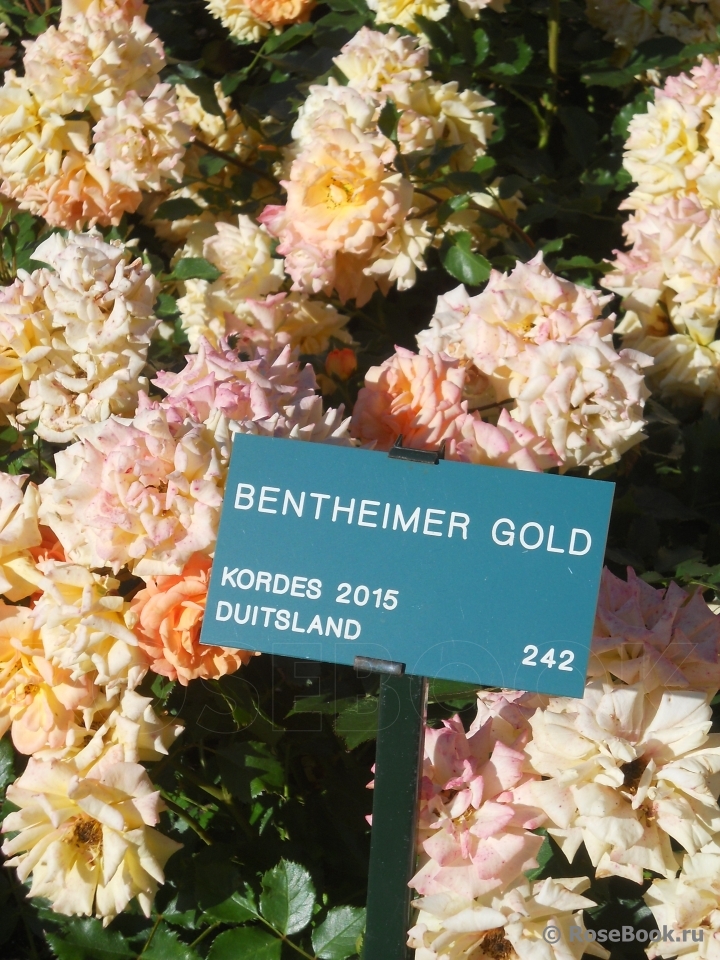 BENTHEIMER GOLD
KORDES 2015
DUITSLAND
242
© RoseBook.ru